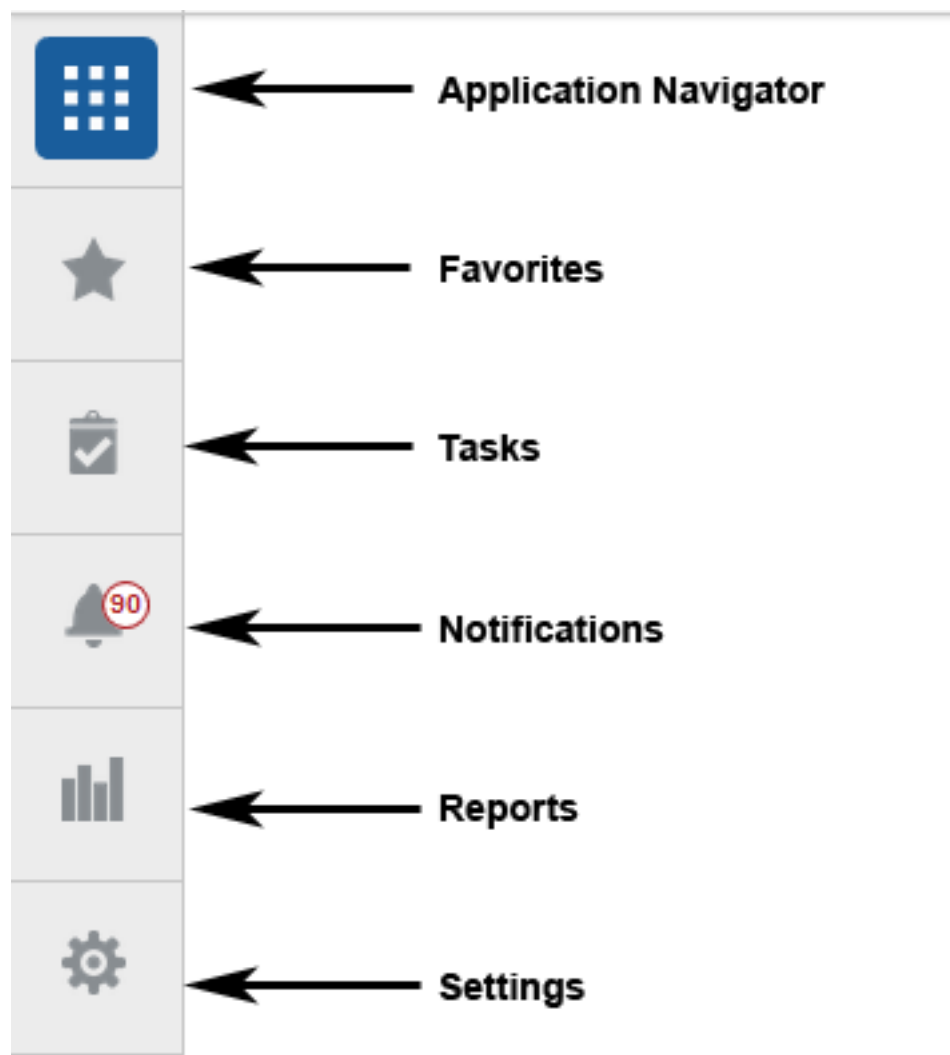 Application Navigator
Favorites
Tasks
90
Notifications
Reports
Settings